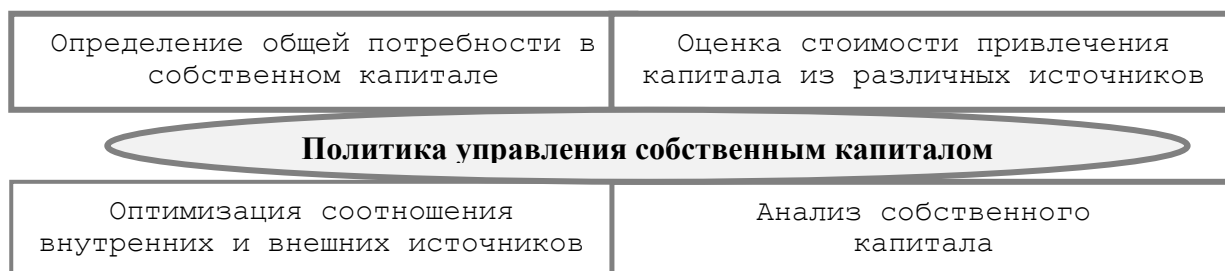 Определение общей потребности в
собственном капитале
Оценка стоимости привлечения
капитала из различных источников
Политика управления собственным капиталом
Оптимизация соотношения
внутренних и внешних источников
Анализ собственного
капитала